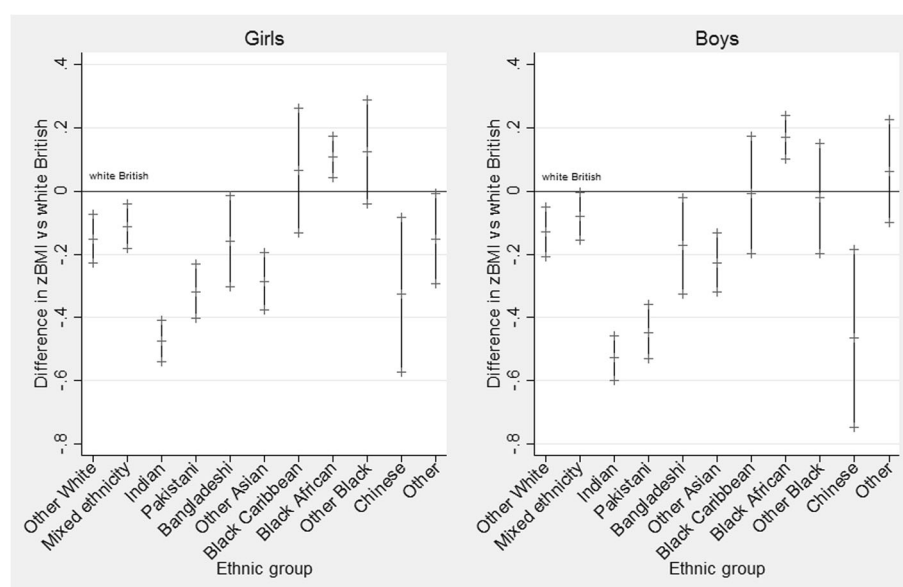 Girls
Difference in zBMI vs white British
.4
.2
0
-.2
-.4
-.6
-.8
white British
Other White
Mixed ethnicity
Indian
Pakistani
Bangladeshi
Other Asian
Black Caribbean
Black African
Other Black
Chinese
Other
Ethnic group
Boys
Difference in zBMI vs white British
.4
.2
0
-.2
-.4
-.6
-.8
white British
Other White
Mixed ethnicity
Indian
Pakistani
Bangladeshi
Other Asian
Black Caribbean
Black African
Other Black
Chinese
Other
Ethnic group